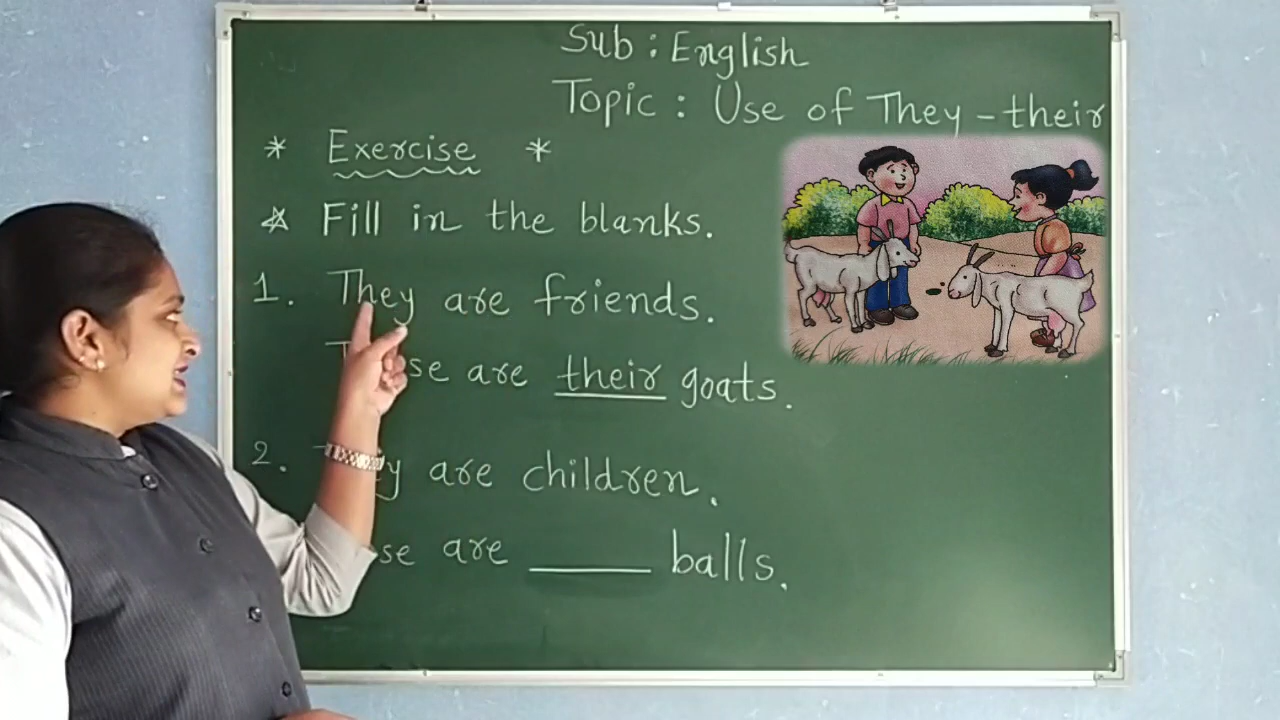 Sub : English
Topic : Use of They - their
* Exercise *
☆ Fill in the blanks.
1. They are friends.
are their goats.
2. are children.
are ______ balls.